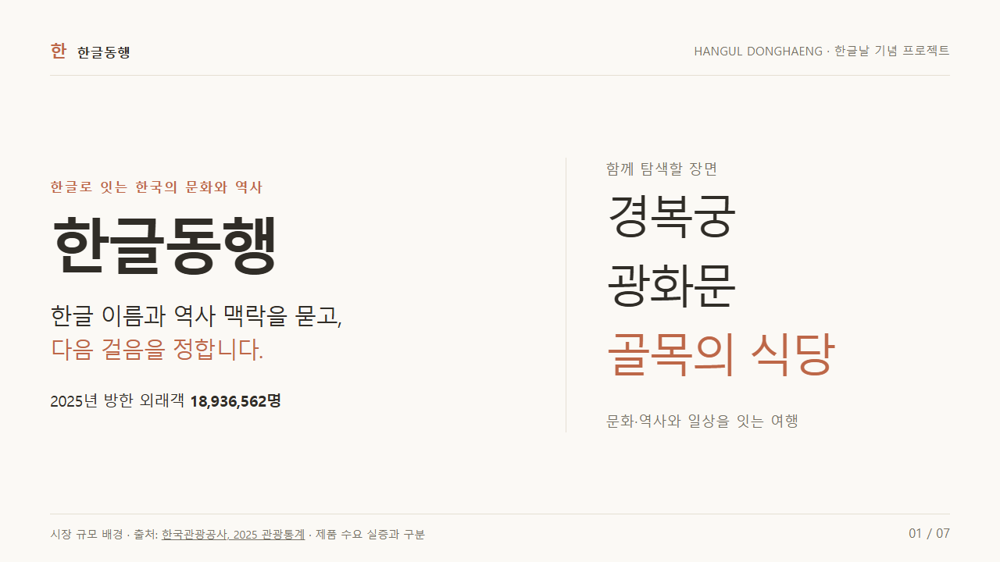 한 한글동행
HANGUL DONGHAENG · 한글날 기념 프로젝트
한글로 잇는 한국의 문화와 역사
한글동행
한글 이름과 역사 맥락을 묻고,
다음 걸음을 정합니다.
2025년 방한 외래객 18,936,562명
함께 탐색할 장면
경복궁
광화문
골목의 식당
문화·역사와 일상을 잇는 여행
시장 규모 배경 · 출처: 한국관광공사, 2025 관광통계 · 제품 수요 실증과 구분
01 / 07